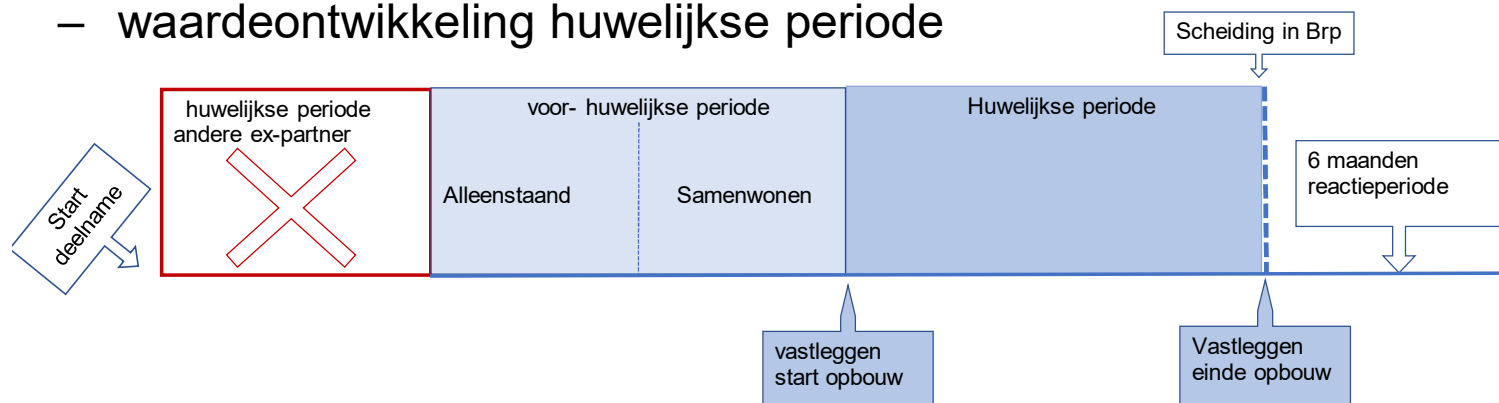 – waardeontwikkeling huwelijkse periode
Scheiding in Brp
huwelijkse periode
andere ex-partner
voor- huwelijkse periode
Huwelijkse periode
6 maanden
reactieperiode
Start
deelname
Alleenstaand
Samenwonen
vastleggen
start opbouw
Vastleggen
einde opbouw